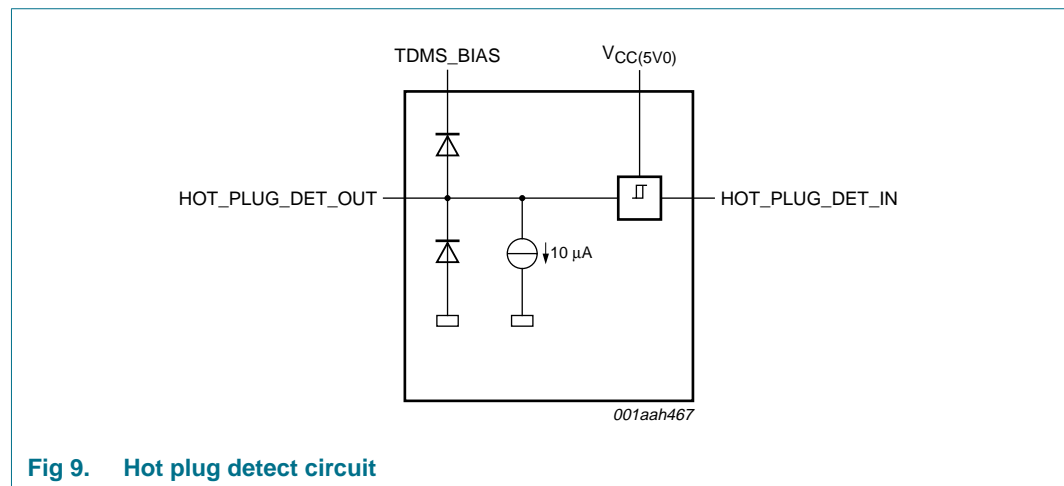 TDMS_BIAS
VCC(5V0)
HOT_PLUG_DET_OUT
HOT_PLUG_DET_IN
10 μA
001aah467
Fig 9. Hot plug detect circuit